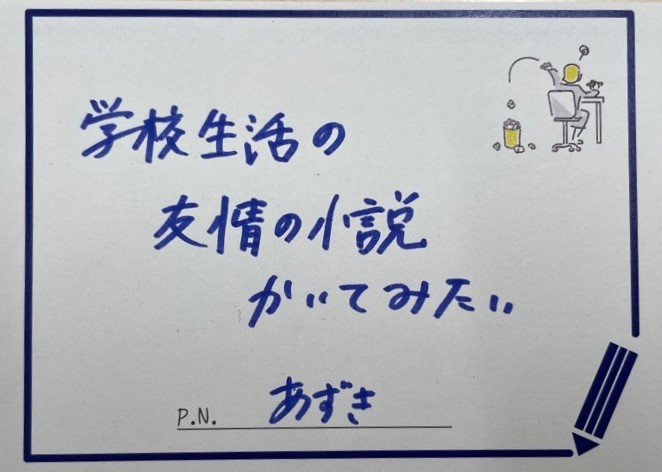 学校生活の
友情の小説
かいてみたい
P.N. あずき